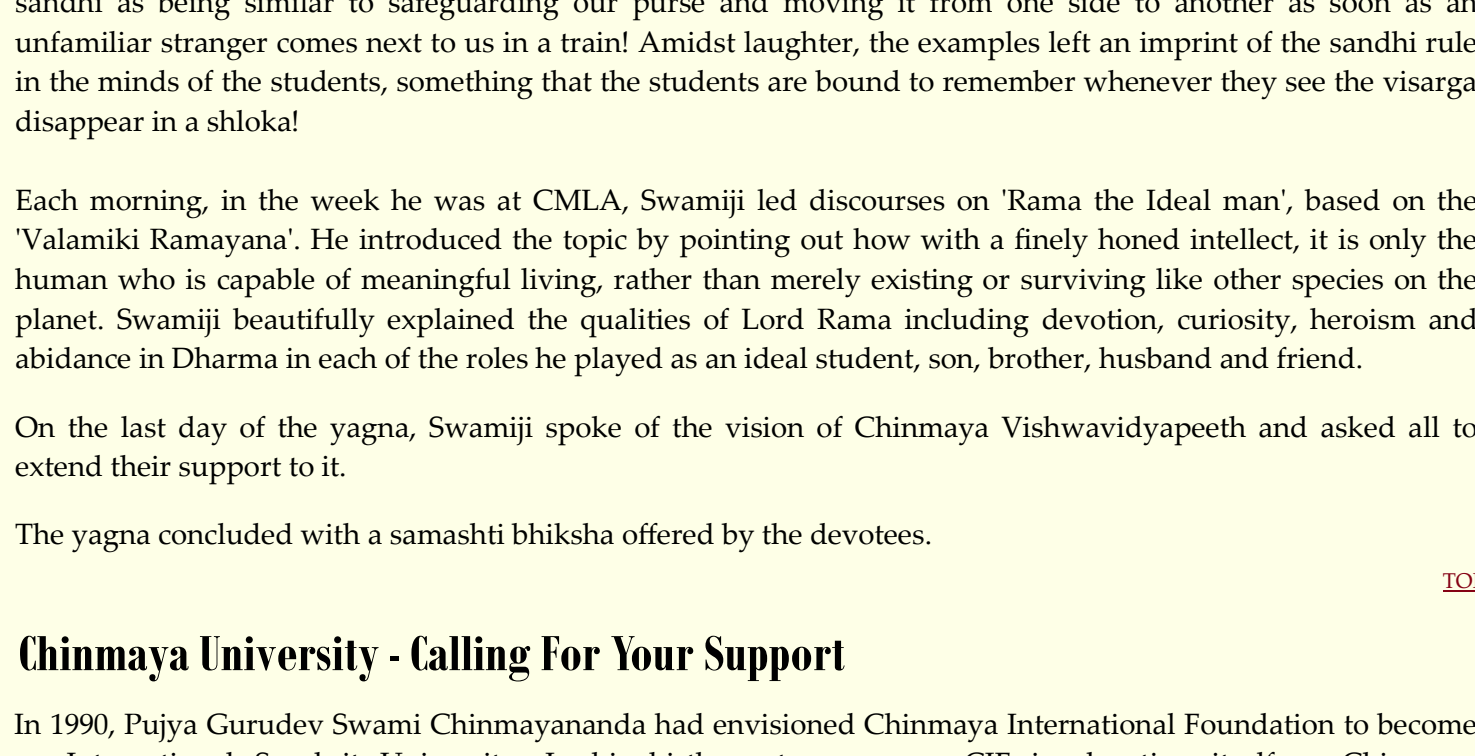 sandhi as being similar to safeguarding our purse and moving it from one side to another as soon as an
unfamiliar stranger comes next to us in a train! Amidst laughter, the examples left an imprint of the sandhi rule
in the minds of the students, something that the students are bound to remember whenever they see the visarga
disappear in a shloka!
Each morning, in the week he was at CMLA, Swamiji led discourses on 'Rama the Ideal man', based on the
'Valamiki Ramayana'. He introduced the topic by pointing out how with a finely honed intellect, it is only the
human who is capable of meaningful living, rather than merely existing or surviving like other species on the
planet. Swamiji beautifully explained the qualities of Lord Rama including devotion, curiosity, heroism and
abidance in Dharma in each of the roles he played as an ideal student, son, brother, husband and friend.
On the last day of the yagna, Swamiji spoke of the vision of Chinmaya Vishwavidyapeeth and asked all to
extend their support to it.
The yagna concluded with a samashti bhiksha offered by the devotees.
TOP
Chinmaya University - Calling For Your Support
In 1990, Pujya Gurudev Swami Chinmayananda had envisioned Chinmaya International Foundation to become